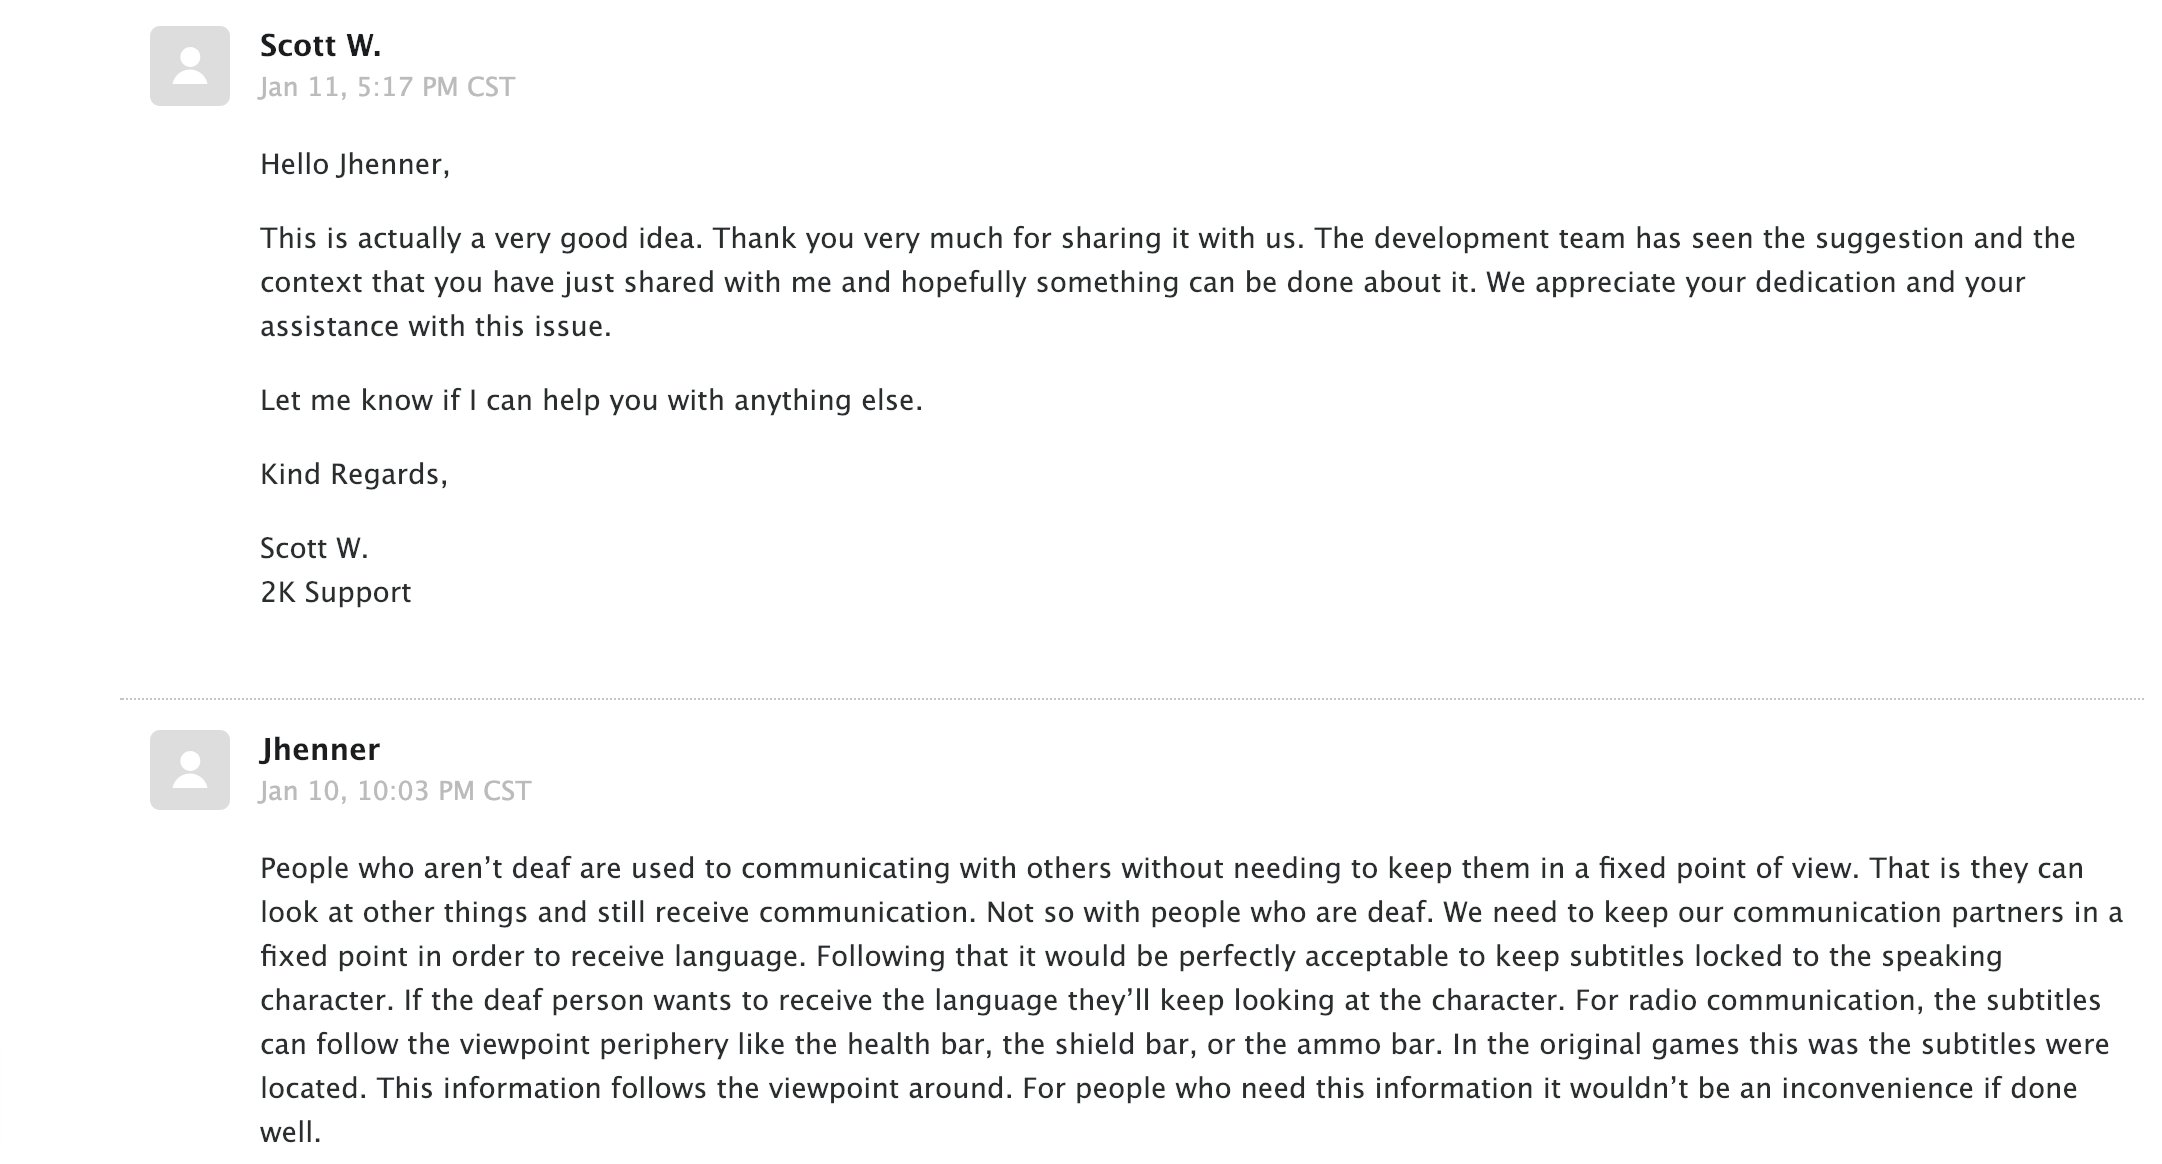 Scott W.
Jan 11, 5:17 PM CST
Hello Jhenner,
This is actually a very good idea. Thank you very much for sharing it with us. The development team has seen the suggestion and the
context that you have just shared with me and hopefully something can be done about it. We appreciate your dedication and your
assistance with this issue.
Let me know if I can help you with anything else.
Kind Regards,
Scott W.
2K Support
Jhenner
Jan 10, 10:03 PM CST
People who aren’t deaf are used to communicating with others without needing to keep them in a fixed point of view. That is they can
look at other things and still receive communication. Not so with people who are deaf. We need to keep our communication partners in a
fixed point in order to receive language. Following that it would be perfectly acceptable to keep subtitles locked to the speaking
character. If the deaf person wants to receive the language they’ll keep looking at the character. For radio communication, the subtitles
can follow the viewpoint periphery like the health bar, the shield bar, or the ammo bar. In the original games this was the subtitles were
located. This information follows the viewpoint around. For people who need this information it wouldn’t be an inconvenience if done
well.